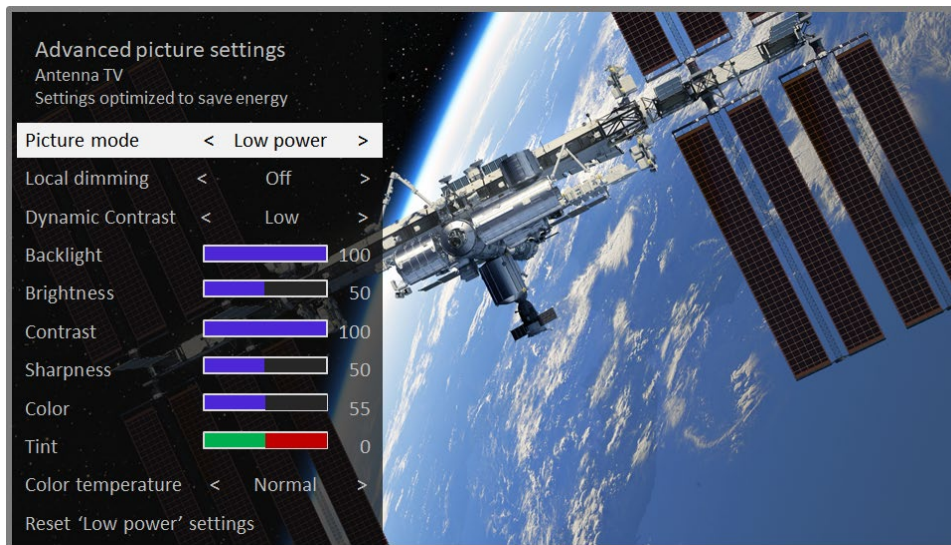 Advanced picture settings
Antenna TV
Settings optimized to save energy
Picture mode < Low power >
Local dimming < Off >
Dynamic Contrast < Low >
Backlight 100
Brightness 50
Contrast 100
Sharpness 50
Color 55
Tint 0
Color temperature < Normal >
Reset ‘Low power’ settings